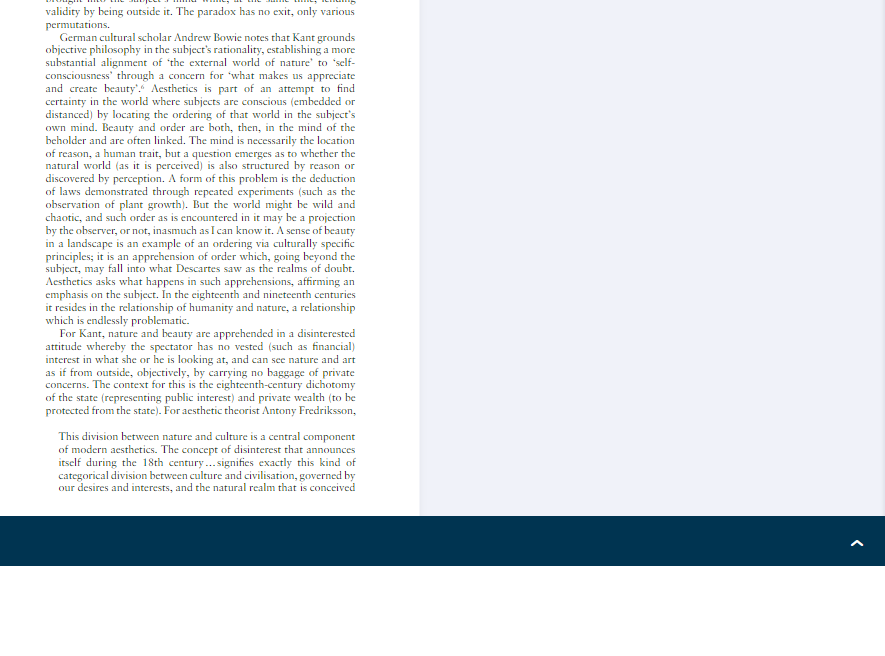 brought into the subject's mind while, at the same time, lending
validity by being outside it. The paradox has no exit, only various
permutations.
German cultural scholar Andrew Bowie notes that Kant grounds
objective philosophy in the subject's rationality, establishing a more
substantial alignment of ‘the external world of nature’ to ‘self-
consciousness’ through a concern for ‘what makes us appreciate
and create beauty’.⁶ Aesthetics is part of an attempt to find
certainty in the world where subjects are conscious (embedded or
distanced) by locating the ordering of that world in the subject's
own mind. Beauty and order are both, then, in the mind of the
beholder and are often linked. The mind is necessarily the location
of reason, a human trait, but a question emerges as to whether the
natural world (as it is perceived) is also structured by reason or
discovered by perception. A form of this problem is the deduction
of laws demonstrated through repeated experiments (such as the
observation of plant growth). But the world might be wild and
chaotic, and such order as is encountered in it may be a projection
by the observer, or not, inasmuch as I can know it. A sense of beauty
in a landscape is an example of an ordering via culturally specific
principles; it is an apprehension of order which, going beyond the
subject, may fall into what Descartes saw as the realms of doubt.
Aesthetics asks what happens in such apprehensions, affirming an
emphasis on the subject. In the eighteenth and nineteenth centuries
it resides in the relationship of humanity and nature, a relationship
which is endlessly problematic.
For Kant, nature and beauty are apprehended in a disinterested
attitude whereby the spectator has no vested (such as financial)
interest in what she or he is looking at, and can see nature and art
as if from outside, objectively, by carrying no baggage of private
concerns. The context for this is the eighteenth-century dichotomy
of the state (representing public interest) and private wealth (to be
protected from the state). For aesthetic theorist Antony Fredriksson,
This division between nature and culture is a central component
of modern aesthetics. The concept of disinterest that announces
itself during the 18th century…signifies exactly this kind of
categorical division between culture and civilisation, governed by
our desires and interests, and the natural realm that is conceived